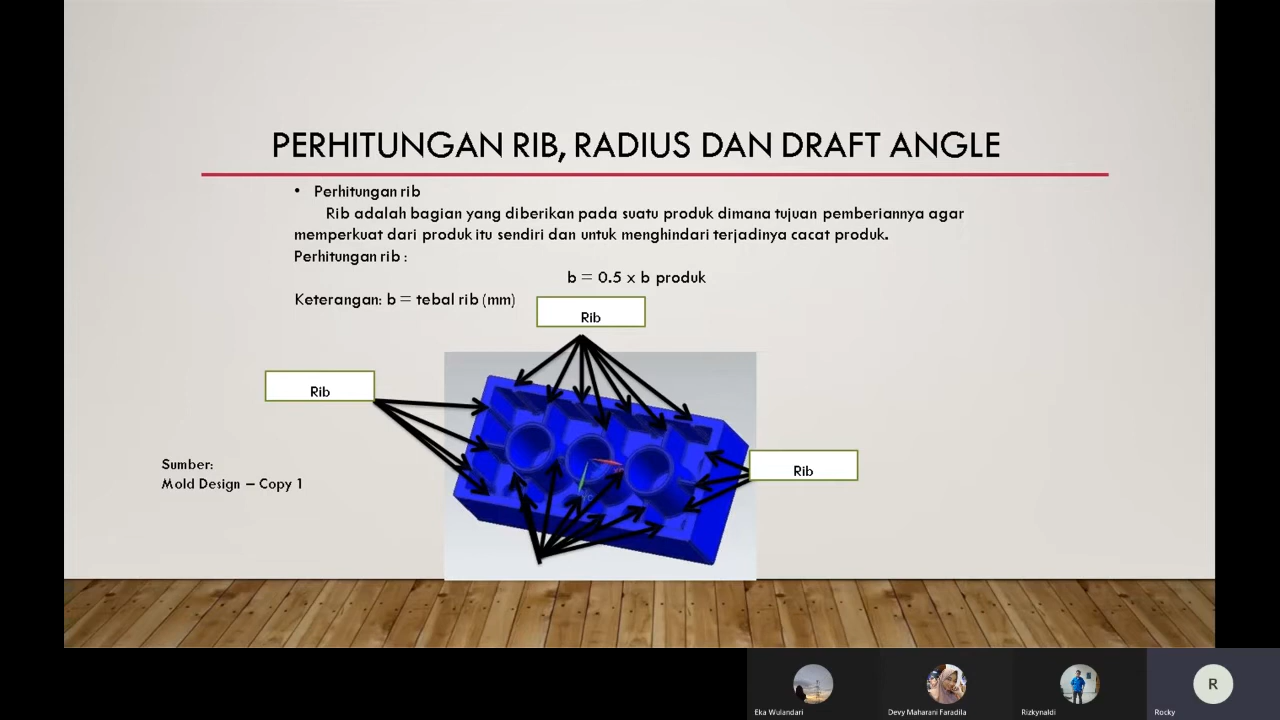 PERHITUNGAN RIB, RADIUS DAN DRAFT ANGLE
• Perhitungan rib
Rib adalah bagian yang diberikan pada suatu produk dimana tujuan pemberiannya agar
memperkuat dari produk itu sendiri dan untuk menghindari terjadinya cacat produk.
Perhitungan rib :
b = 0.5 x b produk
Keterangan: b = tebal rib (mm)
Rib
Rib
Rib
Sumber:
Mold Design – Copy 1
Eka Wulandari
Devy Maharani Faradila
Rizkynaldi
R
Rocky